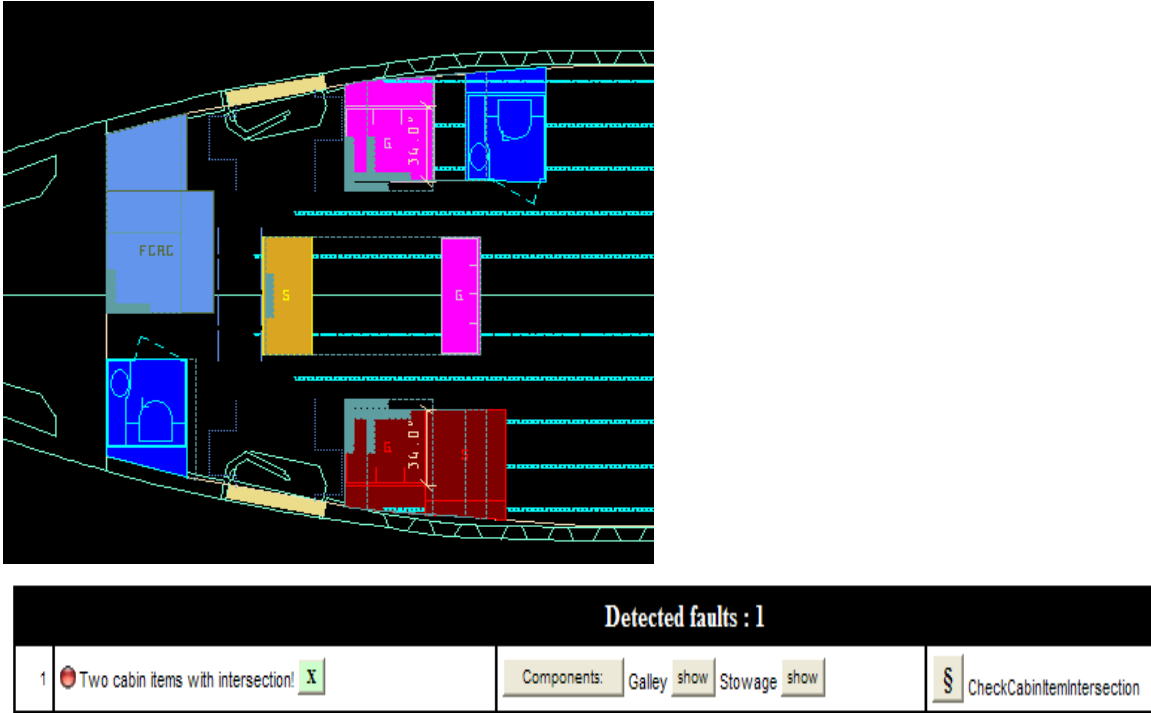 G
34.0"
FCRC
S
G
G
34.0"
S
Detected faults : 1
1 Two cabin items with intersection! X Components: Galley show Stowage show § CheckCabinItemIntersection